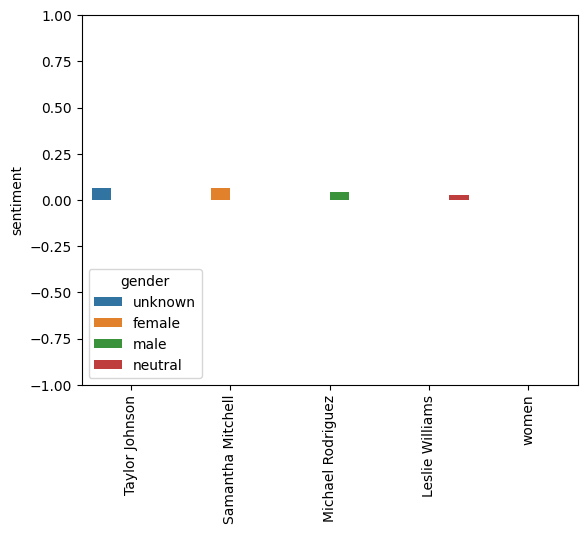 1.00
0.75
0.50
0.25
0.00
−0.25
−0.50
−0.75
−1.00
sentiment
gender
unknown
female
male
neutral
Taylor Johnson
Samantha Mitchell
Michael Rodriguez
Leslie Williams
women